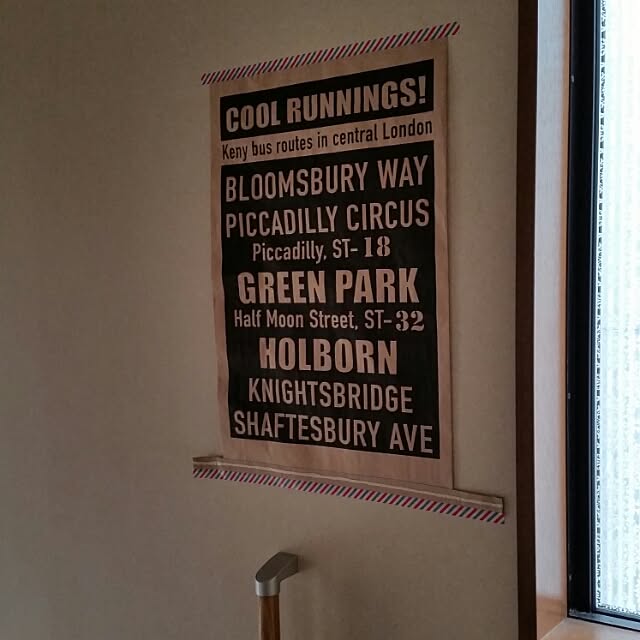 COOL RUNNINGS!
Keny bus routes in central London
BLOOMSBURY WAY
PICCADILLY CIRCUS
Piccadilly, ST-18
GREEN PARK
Half Moon Street, ST-32
HOLBORN
KNIGHTSBRIDGE
SHAFTESBURY AVE